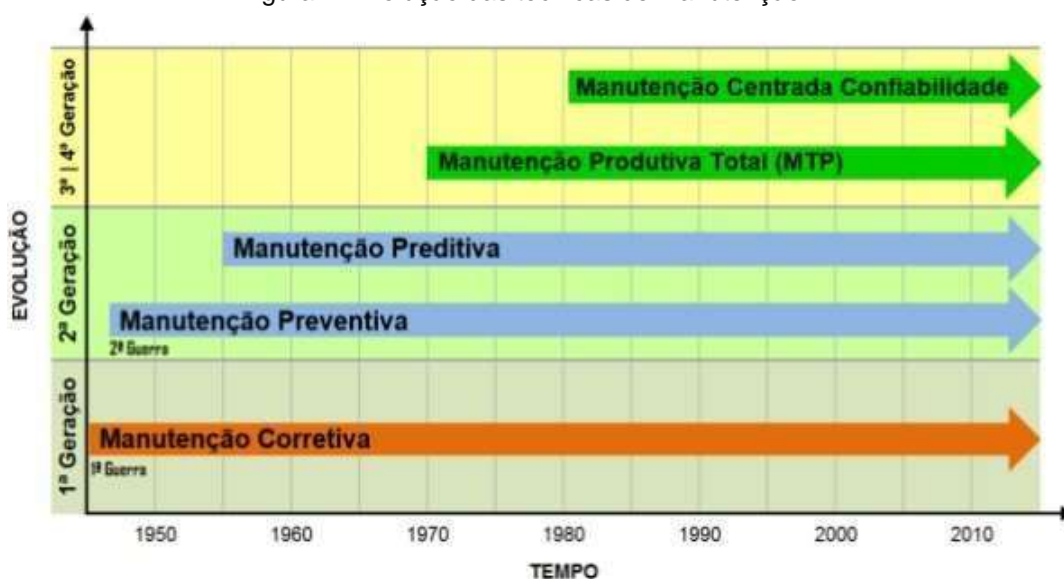 3ª | 4ª Geração
Manutenção Centrada Confiabilidade
Manutenção Produtiva Total (MTP)
EVOLUÇÃO
2ª Geração
Manutenção Preditiva
Manutenção Preventiva
2ª Guerra
1ª Geração
Manutenção Corretiva
1ª Guerra
1950 1960 1970 1980 1990 2000 2010
TEMPO